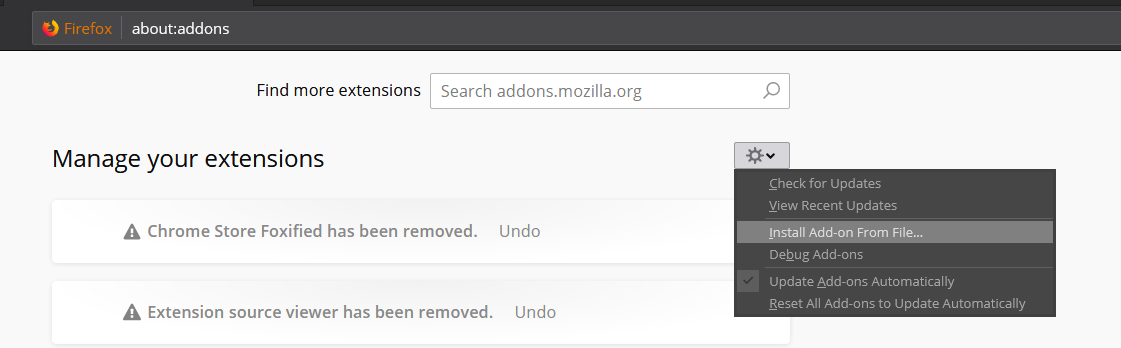 Firefox about:addons
Find more extensions Search addons.mozilla.org
Manage your extensions
Check for Updates
View Recent Updates
Chrome Store Foxified has been removed. Undo
Install Add-on From File...
Debug Add-ons
Update Add-ons Automatically
Reset All Add-ons to Update Automatically
Extension source viewer has been removed. Undo